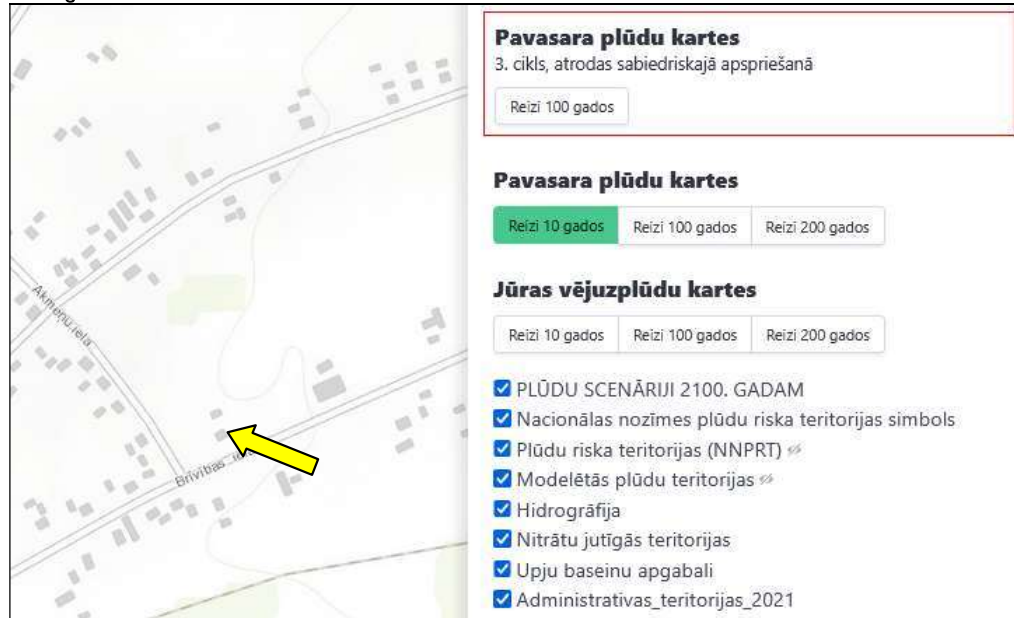 Pavasara plūdu kartes
3. cikls, atrodas sabiedriskajā apspriešanā
Reizi 100 gados
Pavasara plūdu kartes
Reizi 10 gados Reizi 100 gados Reizi 200 gados
Jūras vējuzplūdu kartes
Reizi 10 gados Reizi 100 gados Reizi 200 gados
PLŪDU SCENĀRIJI 2100. GADAM
Nacionālas nozīmes plūdu riska teritorijas simbols
Plūdu riska teritorijas (NNPRT)
Modelētās plūdu teritorijas
Hidrogrāfija
Nitrātu jutīgās teritorijas
Upju baseinu apgabali
Administratīvas_teritorijas_2021
Akmeņu iela
Brīvības iela